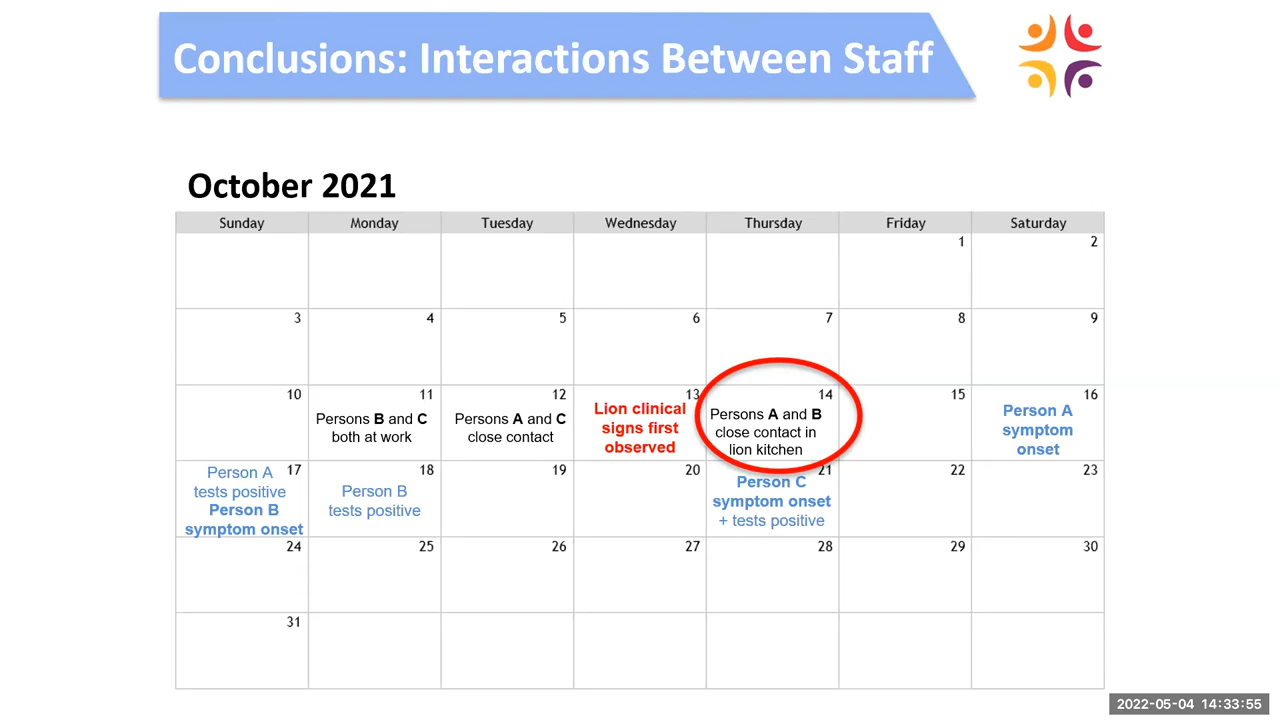 Conclusions: Interactions Between Staff
October 2021
Sunday Monday Tuesday Wednesday Thursday Friday Saturday
1 2
3 4 5 6 7 8 9
10 11 12 13 14 15 16
Persons B and C
both at work
Persons A and C
close contact
Lion clinical
signs first
observed
Persons A and B
close contact in
lion kitchen
Person A
symptom
onset
17 18 19 20 21 22 23
Person A
tests positive
Person B
symptom onset
Person B
tests positive
Person C
symptom onset
+ tests positive
24 25 26 27 28 29 30
31
2022-05-04 14:33:55